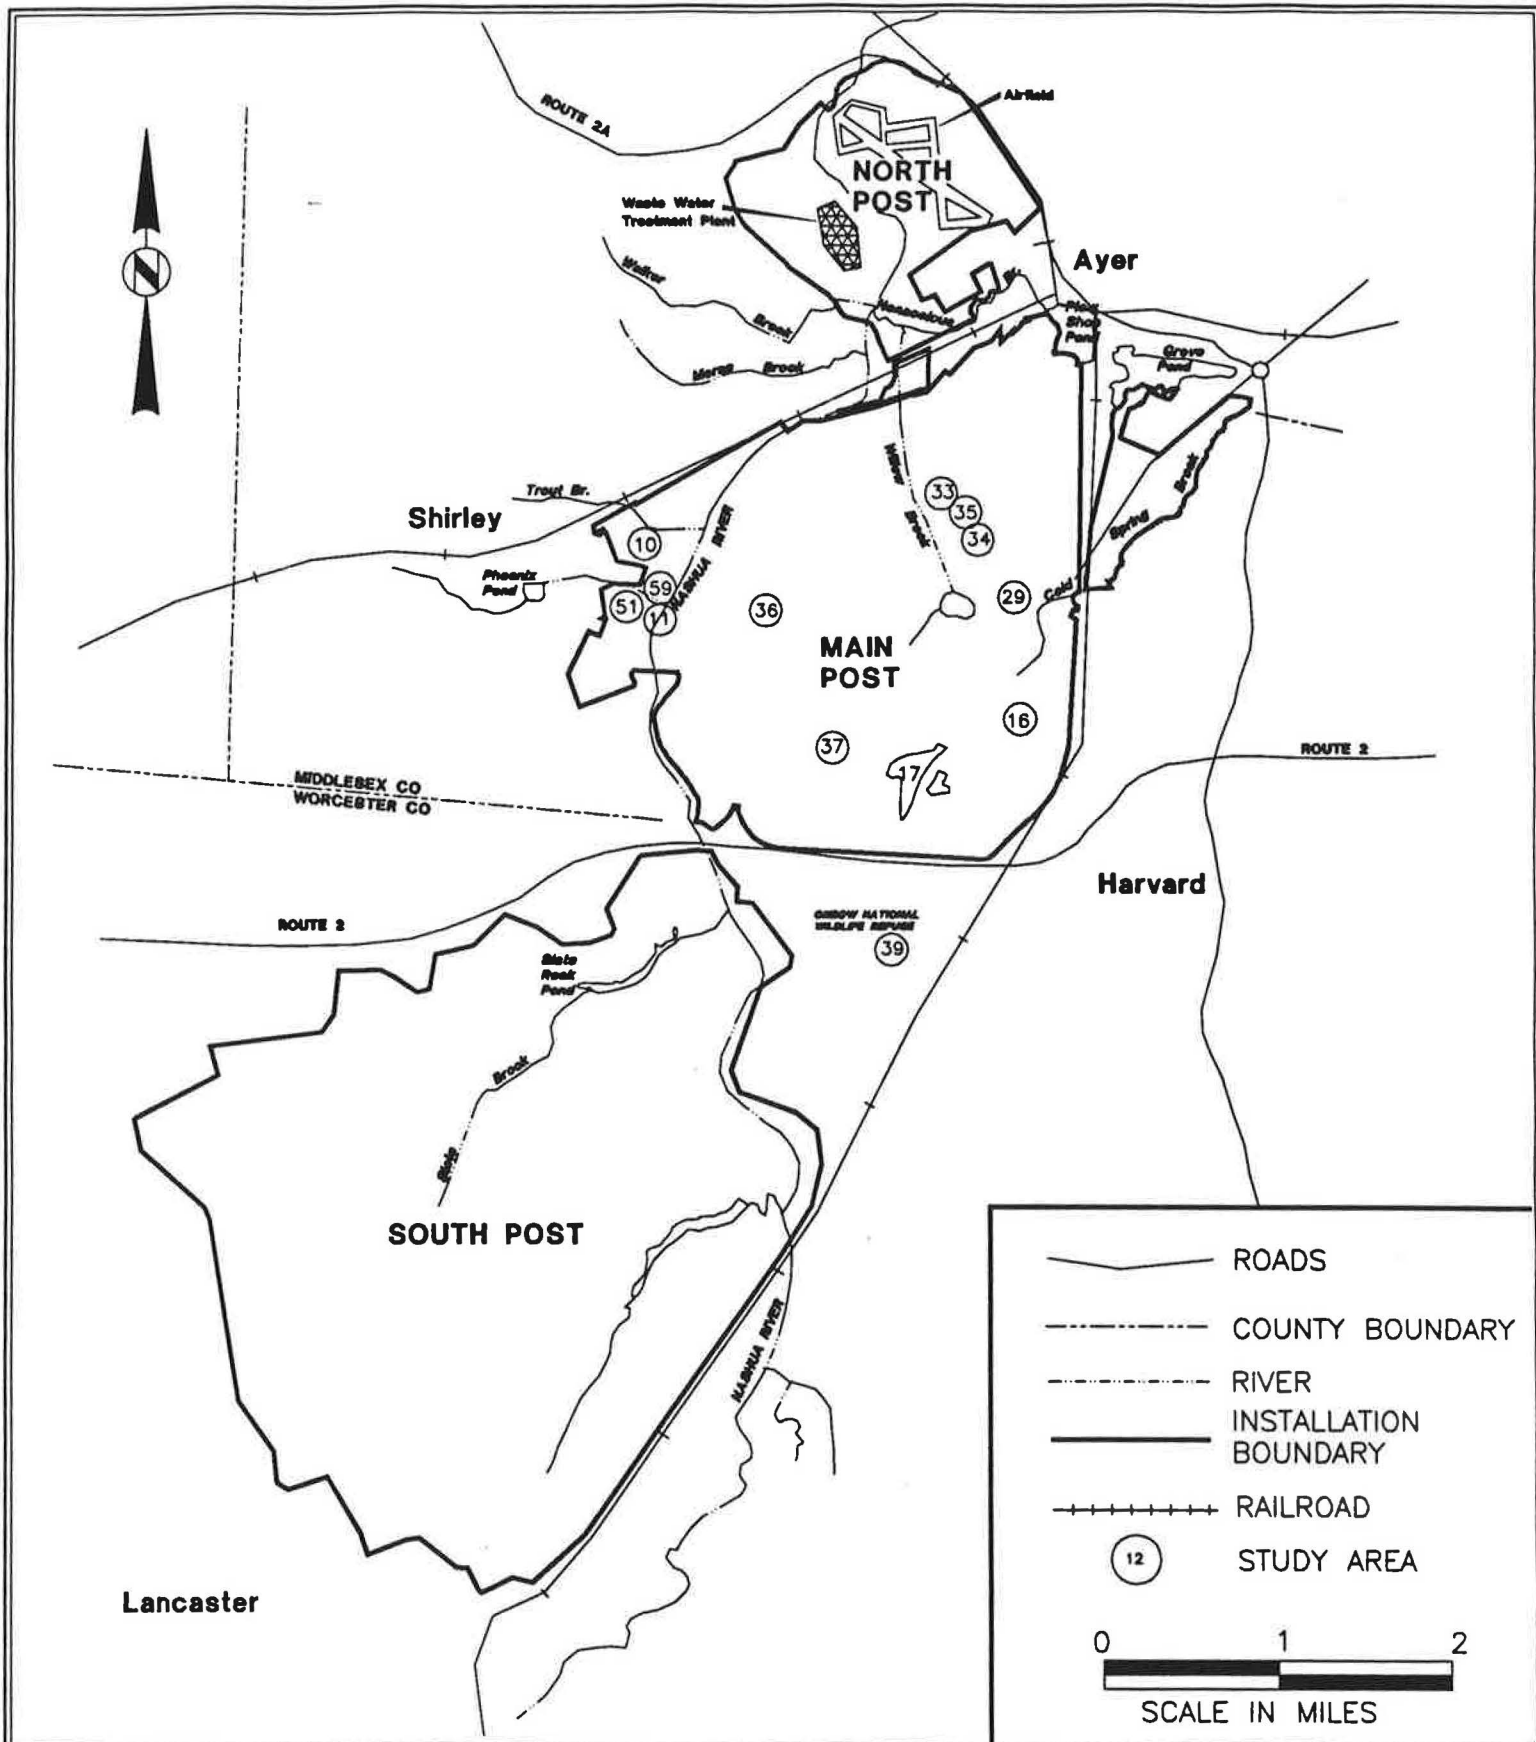 ROUTE 2A
Airfield
NORTH
POST
Waste Water
Treatment Plant
Ayer
Walker
Brook
Nonacoicus
Br.
Plow
Shop
Pond
Grove
Pond
Morse
Brook
N
Willow
Brook
Trout Br.
Shirley
33
35
34
10
NASHUA RIVER
Spring
Brook
Cold
Phoenix
Pond
59
51
11
36
29
MAIN
POST
16
37
17
ROUTE 2
MIDDLESEX CO
WORCESTER CO
Harvard
ROUTE 2
OXBOW NATIONAL
WILDLIFE REFUGE
39
Slate
Rock
Pond
Brook
Slate
SOUTH POST
NASHUA RIVER
Lancaster
ROADS
COUNTY BOUNDARY
RIVER
INSTALLATION
BOUNDARY
RAILROAD
12 STUDY AREA
0 1 2
SCALE IN MILES